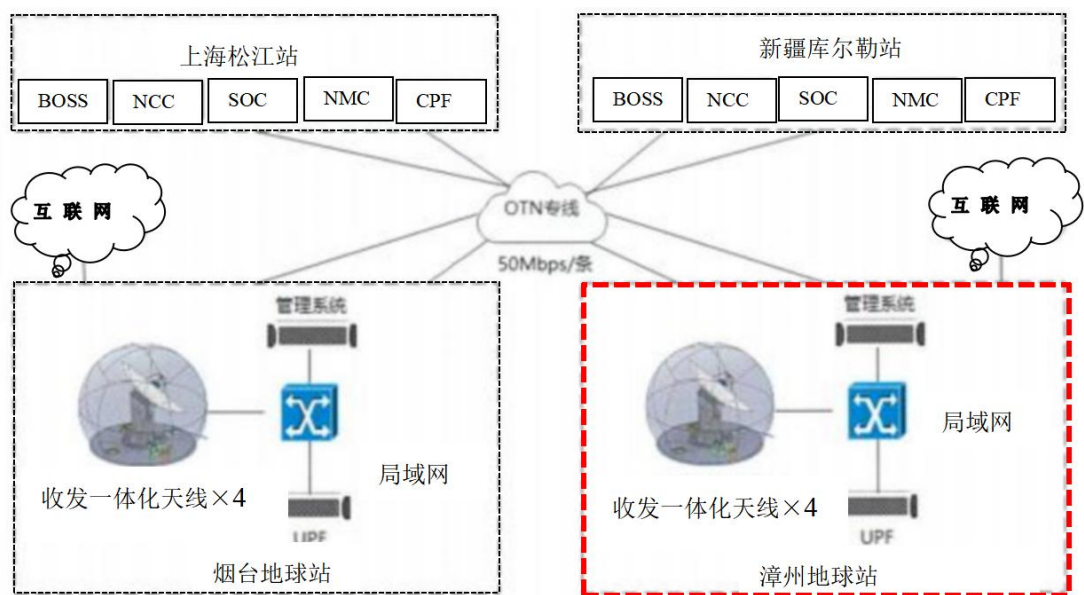 上海松江站
BOSS NCC SOC NMC CPF
新疆库尔勒站
BOSS NCC SOC NMC CPF
互联网
OTN专线
互联网
50Mbps/条
管理系统
局域网
收发一体化天线×4
UPF
烟台地球站
管理系统
局域网
收发一体化天线×4
UPF
漳州地球站